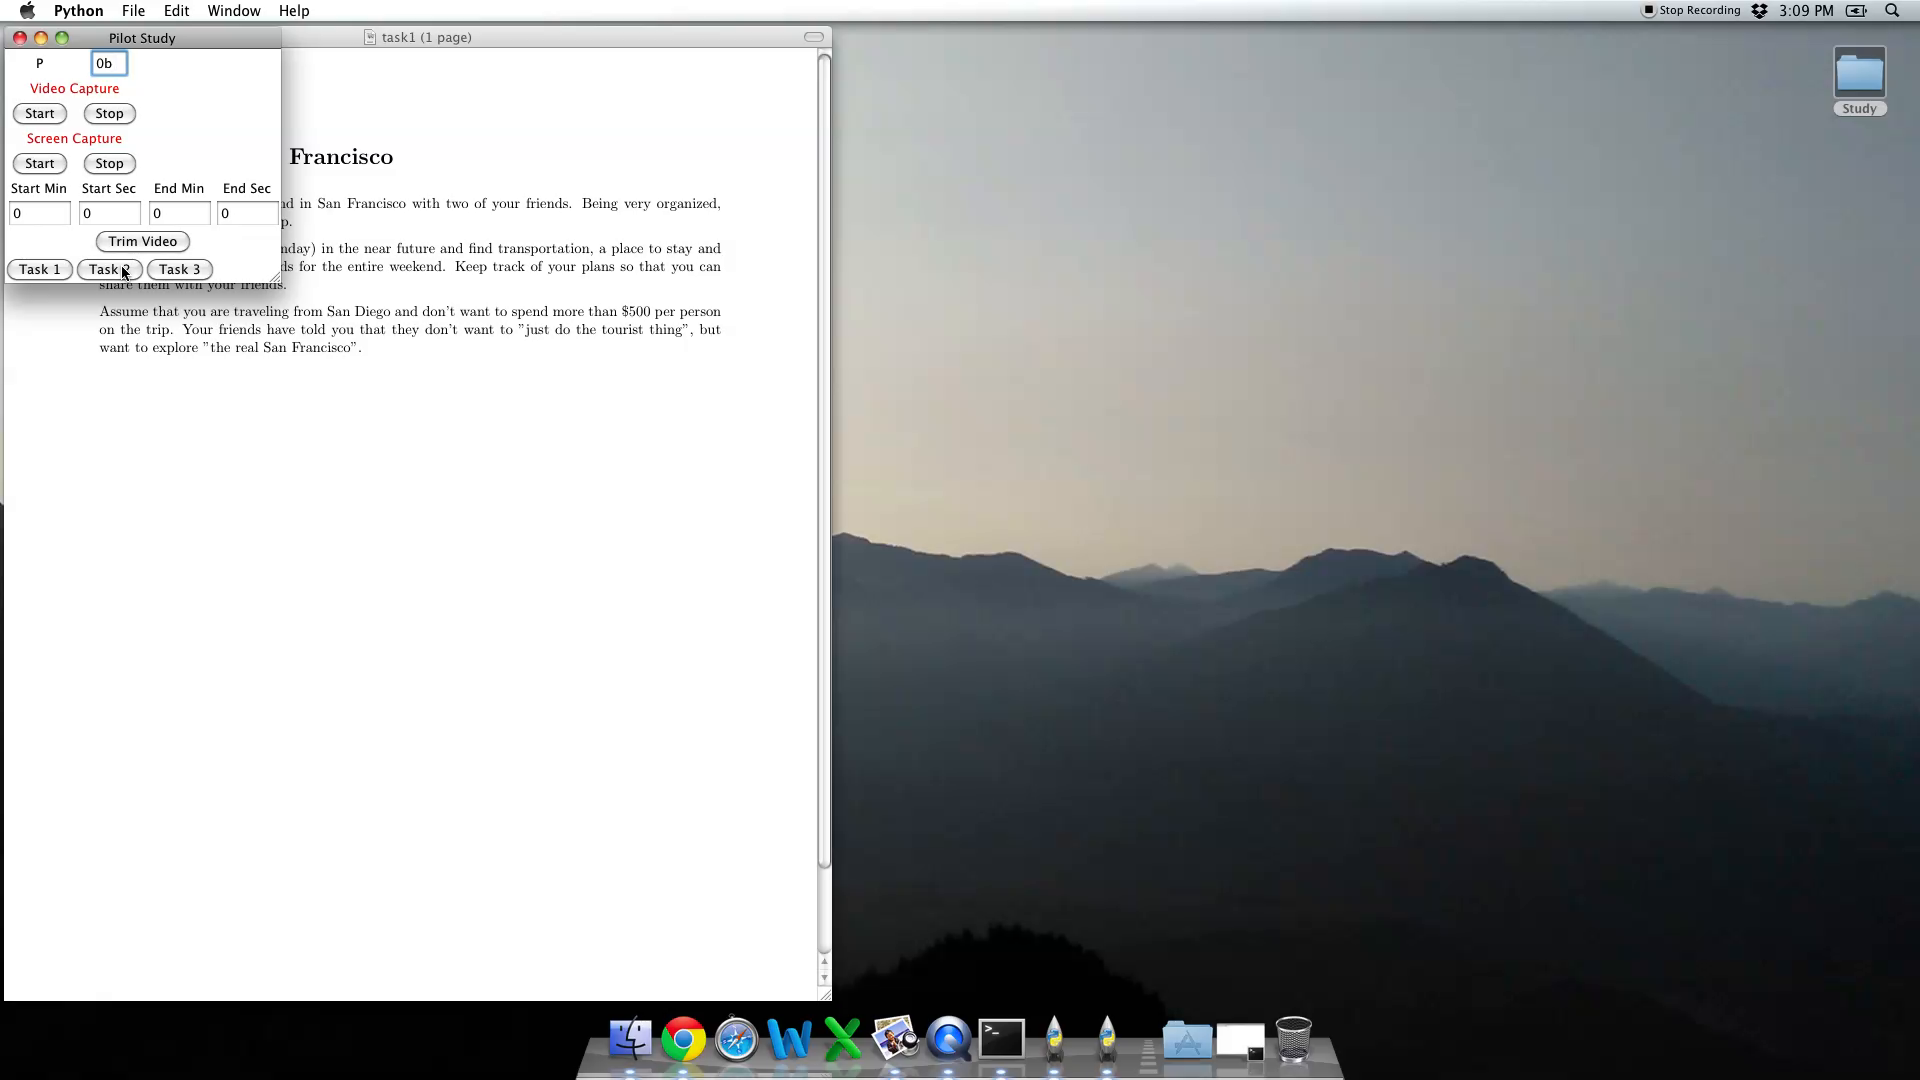 Python File Edit Window Help
Stop Recording 3:09 PM
Pilot Study
task1 (1 page)
P 0b
Video Capture
Start Stop
Screen Capture
Start Stop
Start Min Start Sec End Min End Sec
0 0 0 0
Trim Video
Task 1 Task 2 Task 3
Study
Francisco
nd in San Francisco with two of your friends. Being very organized,
p.
nday) in the near future and find transportation, a place to stay and
ds for the entire weekend. Keep track of your plans so that you can
share them with your friends.
Assume that you are traveling from San Diego and don't want to spend more than $500 per person
on the trip. Your friends have told you that they don't want to "just do the tourist thing", but
want to explore "the real San Francisco".